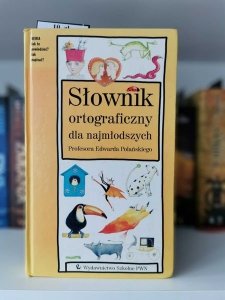 Słownik
ortograficzny
dla najmłodszych
Profesora Edwarda Polańskiego
Wydawnictwo Szkolne PWN